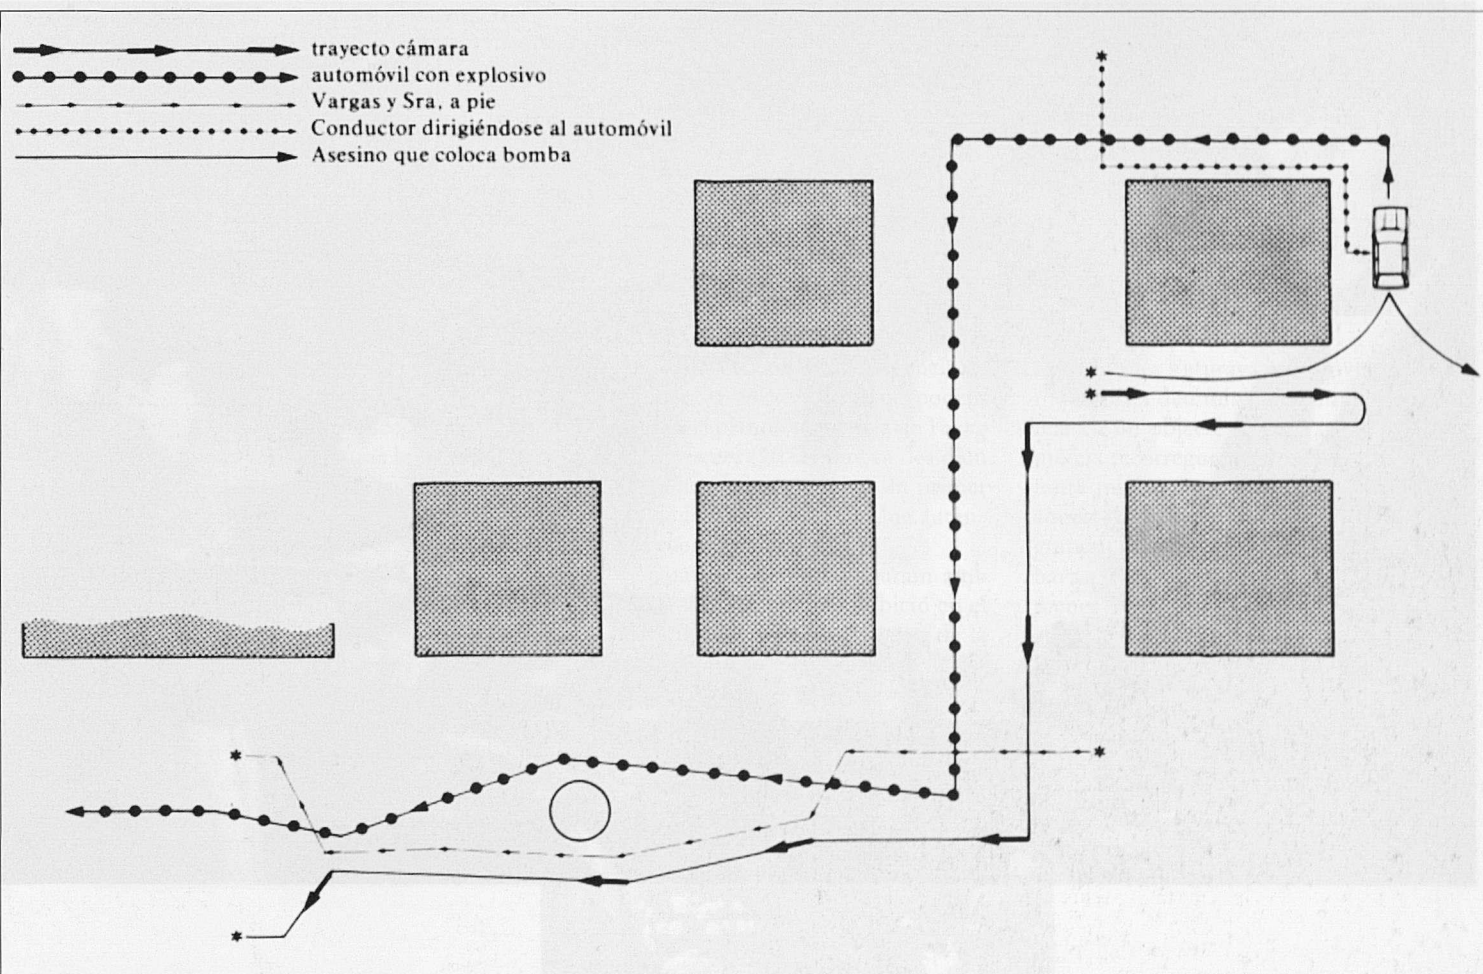 trayecto cámara
automóvil con explosivo
Vargas y Sra, a pie
Conductor dirigiéndose al automóvil
Asesino que coloca bomba